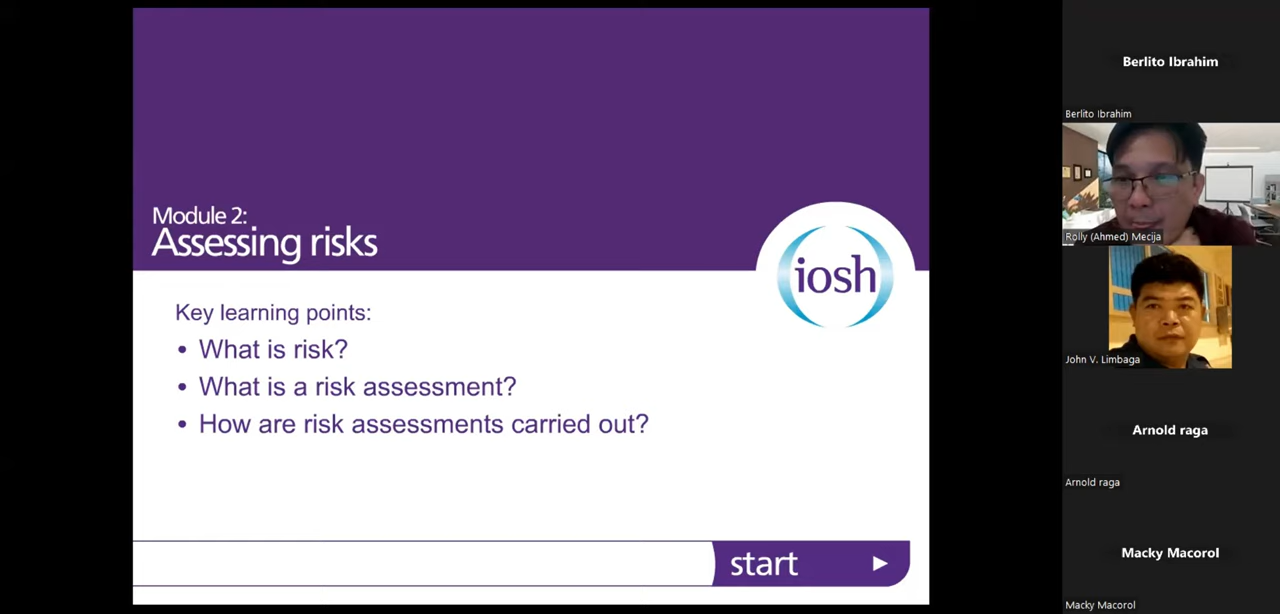 Module 2:
Assessing risks
iosh
Key learning points:
• What is risk?
• What is a risk assessment?
• How are risk assessments carried out?
start
Berlito Ibrahim
Berlito Ibrahim
Rolly (Ahmed) Mecija
John V. Limbaga
Arnold raga
Arnold raga
Macky Macorol
Macky Macorol